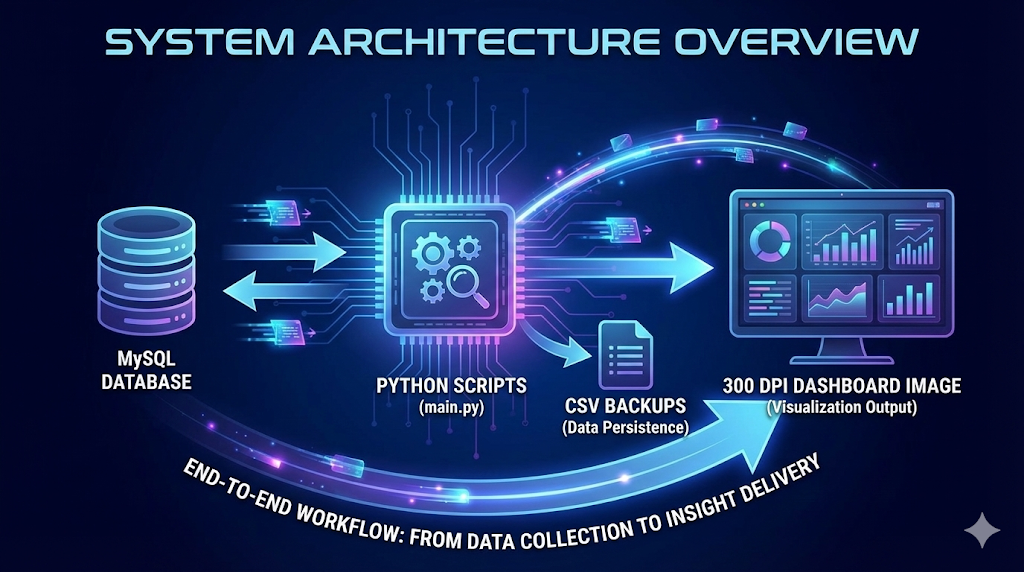 SYSTEM ARCHITECTURE OVERVIEW
MySQL
DATABASE
PYTHON SCRIPTS
(main.py)
CSV BACKUPS
(Data Persistence)
300 DPI DASHBOARD IMAGE
(Visualization Output)
END-TO-END WORKFLOW: FROM DATA COLLECTION TO INSIGHT DELIVERY